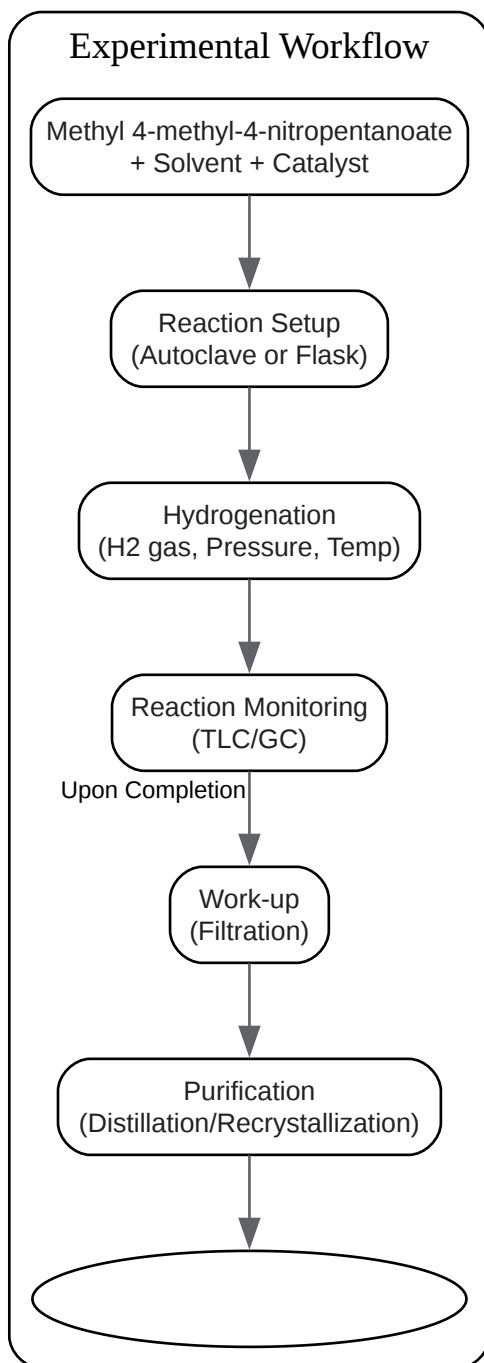 Experimental Workflow
Methyl 4-methyl-4-nitropentanoate
+ Solvent + Catalyst
Reaction Setup
(Autoclave or Flask)
Hydrogenation
(H2 gas, Pressure, Temp)
Reaction Monitoring
(TLC/GC)
Upon Completion
Work-up
(Filtration)
Purification
(Distillation/Recrystallization)